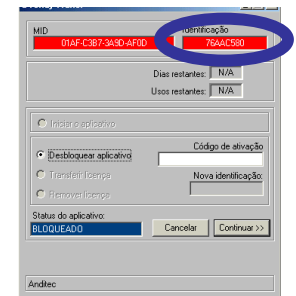 MID
Identificação
01AF-C3B7-3A9D-AF0D
76AAC580
Dias restantes: N/A
Usos restantes: N/A
Iniciar o aplicativo
Desbloquear aplicativo
Código de ativação
Transferir licença
Nova identificação:
Remover licença
Status do aplicativo:
BLOQUEADO
Cancelar
Continuar >>
Anditec